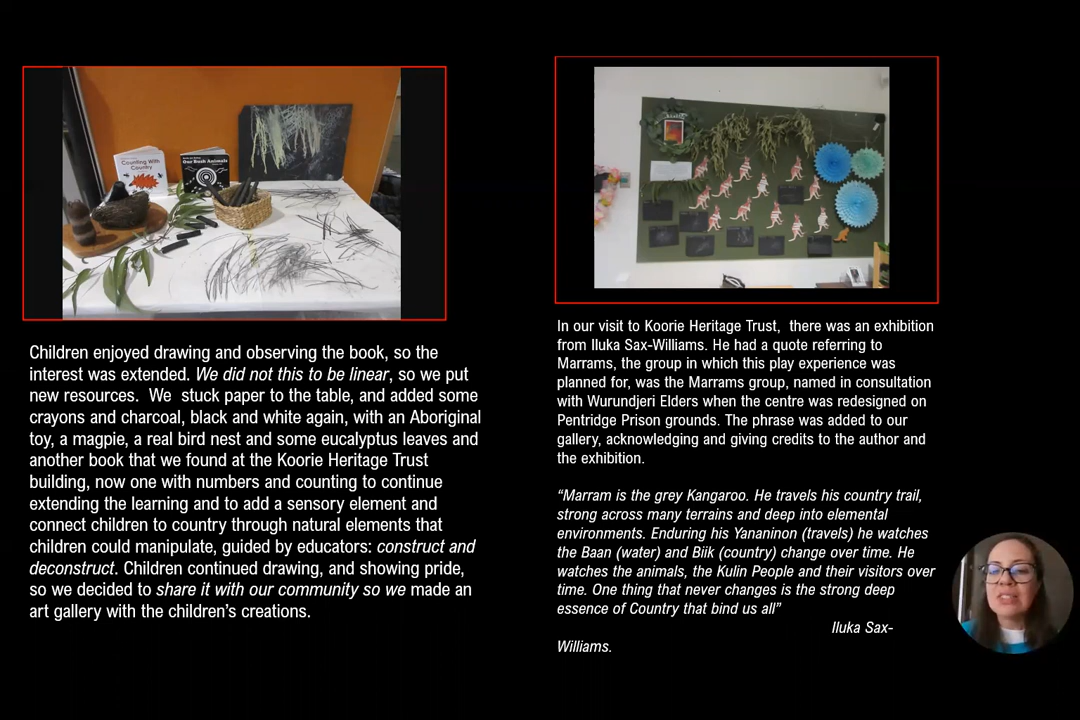 Counting With
Country
Our Bush Animals
Children enjoyed drawing and observing the book, so the
interest was extended. We did not this to be linear, so we put
new resources.  We  stuck paper to the table, and added some
crayons and charcoal, black and white again, with an Aboriginal
toy, a magpie, a real bird nest and some eucalyptus leaves and
another book that we found at the Koorie Heritage Trust
building, now one with numbers and counting to continue
extending the learning and to add a sensory element and
connect children to country through natural elements that
children could manipulate, guided by educators: construct and
deconstruct. Children continued drawing, and showing pride,
so we decided to share it with our community so we made an
art gallery with the children's creations.
In our visit to Koorie Heritage Trust,  there was an exhibition
from Iluka Sax-Williams. He had a quote referring to
Marrams, the group in which this play experience was
planned for, was the Marrams group, named in consultation
with Wurundjeri Elders when the centre was redesigned on
Pentridge Prison grounds. The phrase was added to our
gallery, acknowledging and giving credits to the author and
the exhibition.
“Marram is the grey Kangaroo. He travels his country trail,
strong across many terrains and deep into elemental
environments. Enduring his Yananinon (travels) he watches
the Baan (water) and Biik (country) change over time. He
watches the animals, the Kulin People and their visitors over
time. One thing that never changes is the strong deep
essence of Country that bind us all”
Iluka Sax-
Williams.